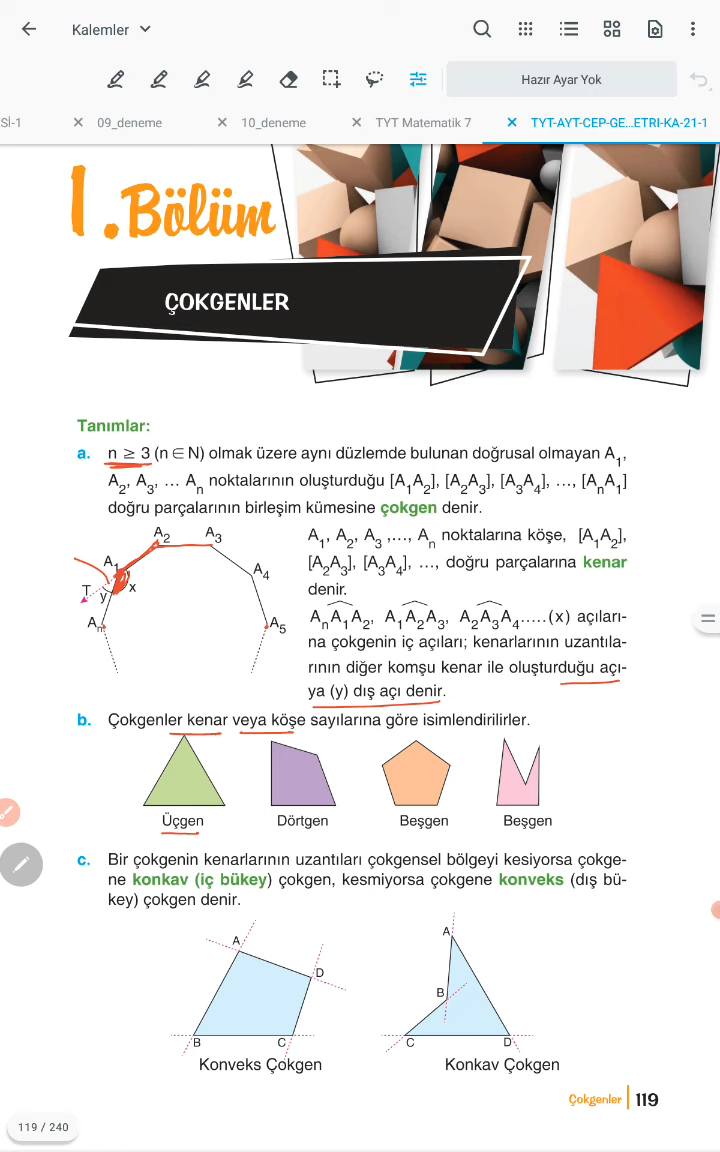 Kalemler
Hazır Ayar Yok
Sİ-1
09_deneme
10_deneme
TYT Matematik 7
TYT-AYT-CEP-GE...ETRI-KA-21-1
1.Bölüm
ÇOKGENLER
Tanımlar:
a. n ≥ 3 (n ∈ N) olmak üzere aynı düzlemde bulunan doğrusal olmayan A1,
A2, A3, ... An noktalarının oluşturduğu [A1A2], [A2A3], [A3A4], ..., [AnA1]
doğru parçalarının birleşim kümesine çokgen denir.
A1, A2, A3 ,..., An noktalarına köşe, [A1A2],
[A2A3], [A3A4], ..., doğru parçalarına kenar
denir.
AnA1A2, A1A2A3, A2A3A4.....(x) açıları-
na çokgenin iç açıları; kenarlarının uzantıla-
rının diğer komşu kenar ile oluşturduğu açı-
ya (y) dış açı denir.
A2
A3
A1
A4
T
y
x
An
A5
b. Çokgenler kenar veya köşe sayılarına göre isimlendirilirler.
Üçgen
Dörtgen
Beşgen
Beşgen
c. Bir çokgenin kenarlarının uzantıları çokgensel bölgeyi kesiyorsa çokge-
ne konkav (iç bükey) çokgen, kesmiyorsa çokgene konveks (dış bü-
key) çokgen denir.
A
D
B
C
Konveks Çokgen
A
B
C
D
Konkav Çokgen
Çokgenler 119
119 / 240